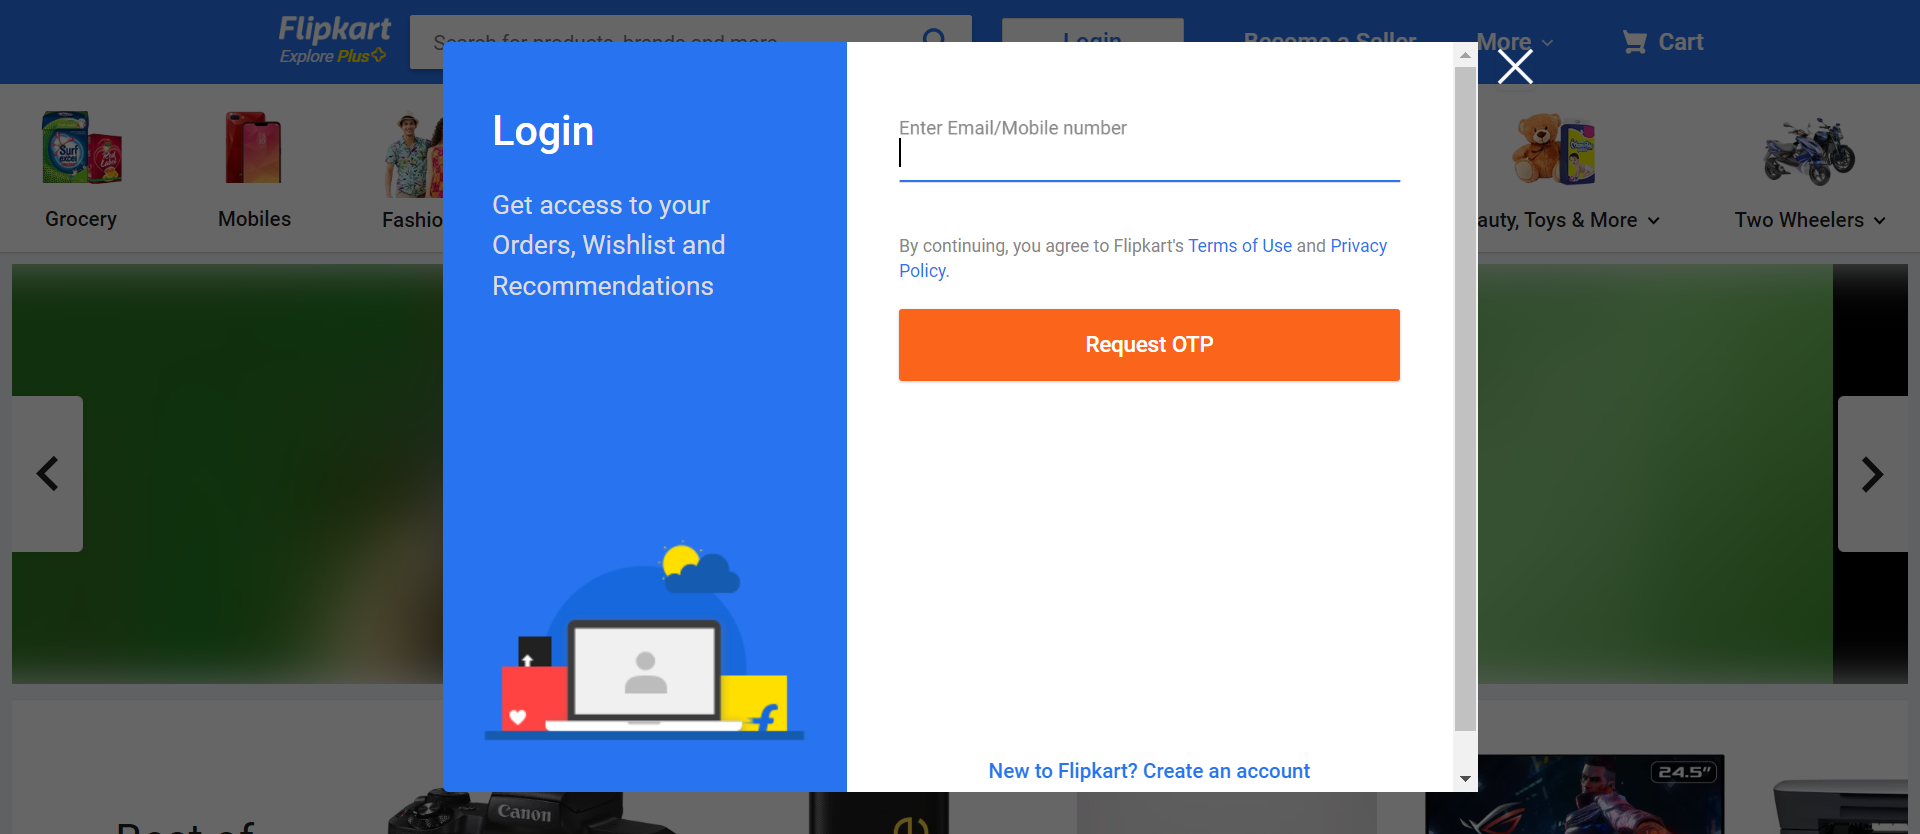 Flipkart
Explore Plus
Search for products, brands and more
Login
Become a Seller
More
Cart
Grocery
Mobiles
Fashio
auty, Toys & More
Two Wheelers
Login
Get access to your
Orders, Wishlist and
Recommendations
Enter Email/Mobile number
By continuing, you agree to Flipkart's Terms of Use and Privacy
Policy.
Request OTP
New to Flipkart? Create an account
Surf
excel
Canon
24.5”
Best of